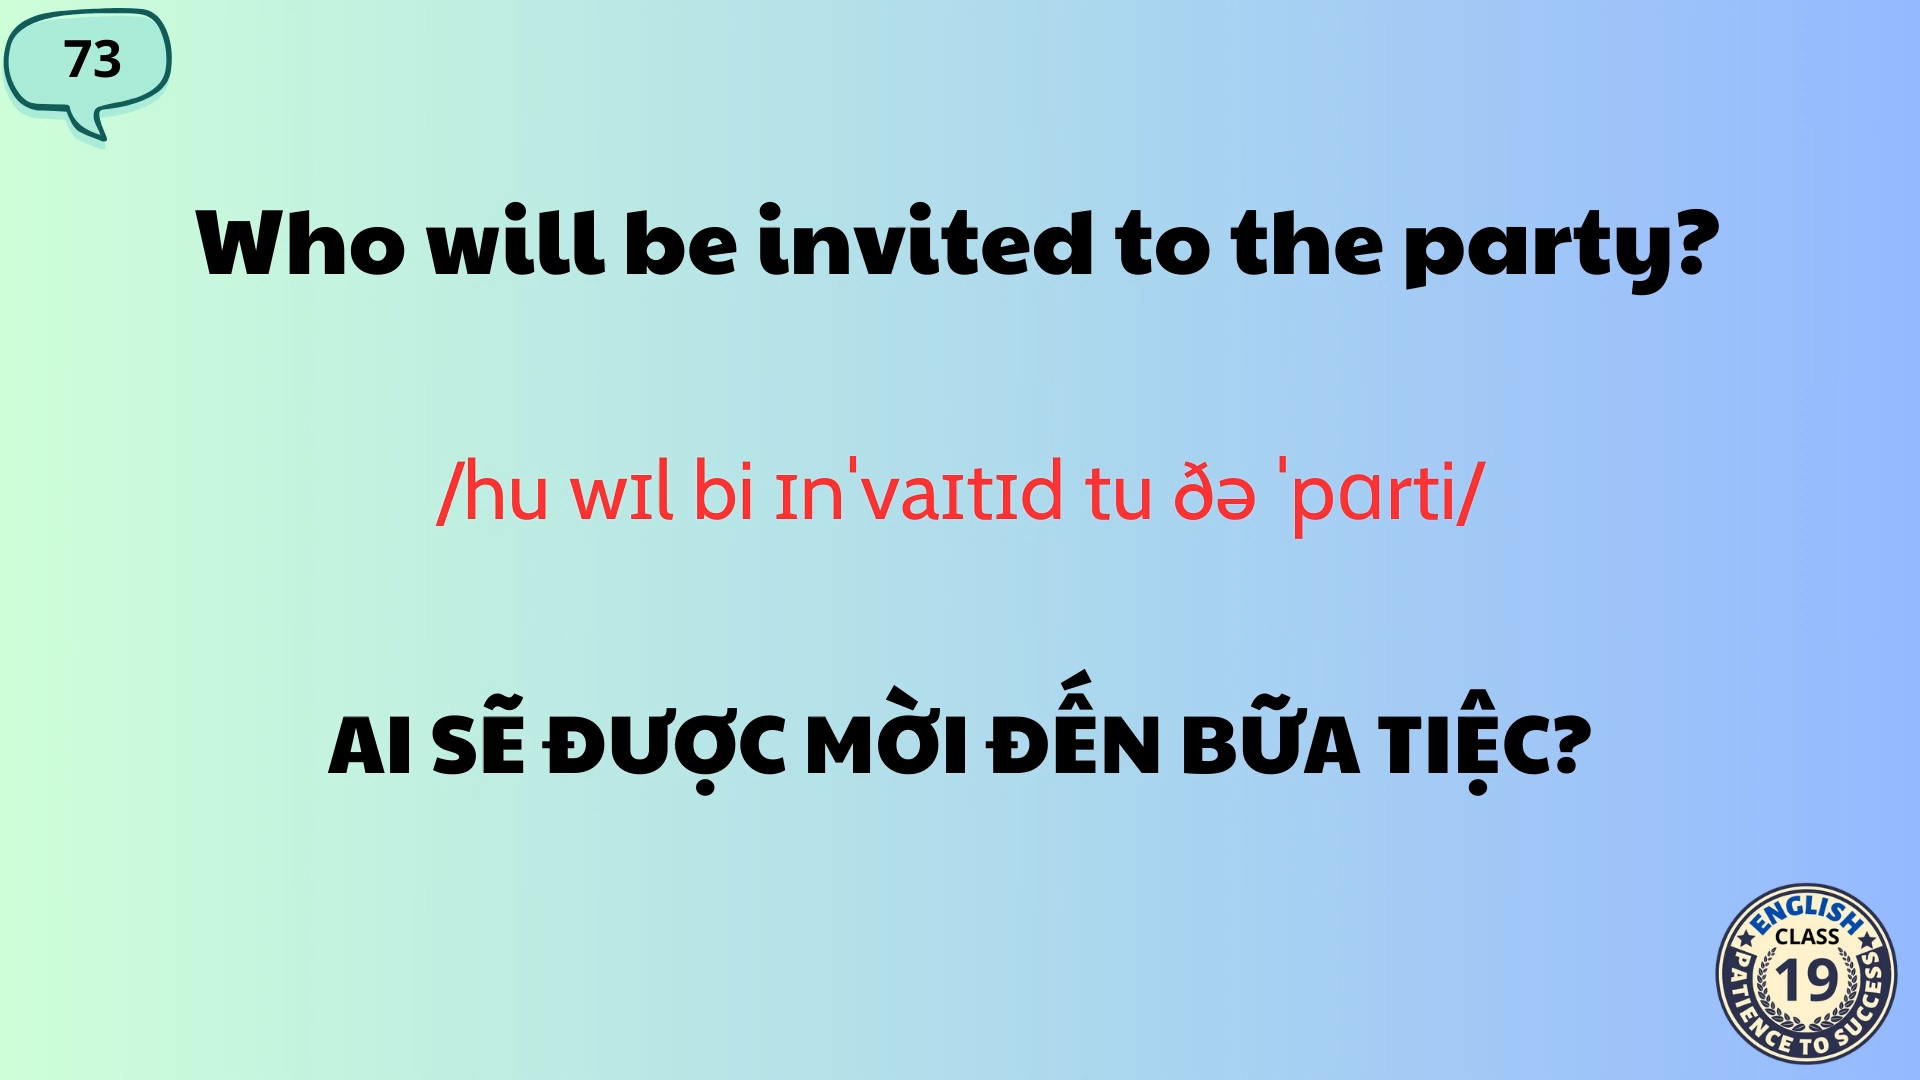 73
Who will be invited to the party?
/hu wɪl bi ɪnˈvaɪtɪd tu ðə ˈpɑrti/
AI SẼ ĐƯỢC MỜI ĐẾN BỮA TIỆC?
ENGLISH
CLASS
19
PATIENCE TO SUCCESS